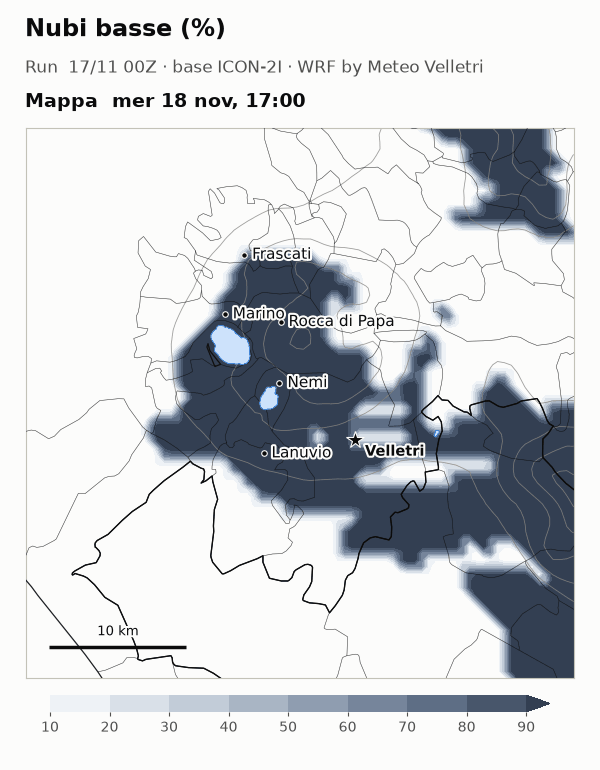 Nubi basse (%)
Run  17/11 00Z · base ICON-2I · WRF by Meteo Velletri
Mappa  mer 18 nov, 17:00
Frascati
Marino
Rocca di Papa
Nemi
Velletri
Lanuvio
10 km
10 20 30 40 50 60 70 80 90